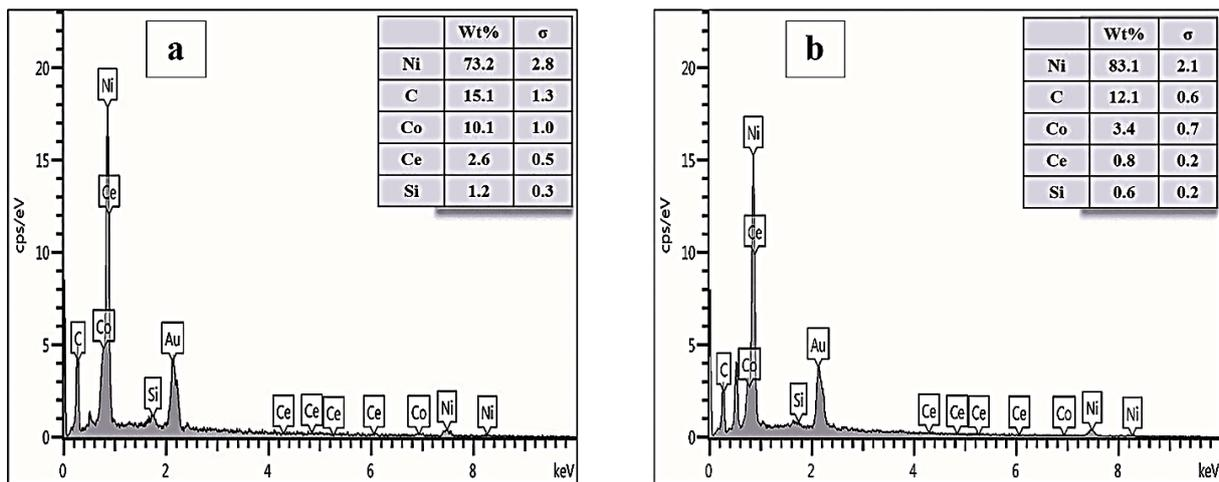 a
Wt% σ
Ni 73.2 2.8
C 15.1 1.3
Co 10.1 1.0
Ce 2.6 0.5
Si 1.2 0.3
cps/eV
20
15
10
5
0
Ni
Ce
Co
C
Si
Au
Ce Ce Ce Ce Co Ni Ni
0 2 4 6 8 keV
b
Wt% σ
Ni 83.1 2.1
C 12.1 0.6
Co 3.4 0.7
Ce 0.8 0.2
Si 0.6 0.2
cps/eV
20
15
10
5
0
Ni
Ce
Co
C
Si
Au
Ce Ce Ce Ce Co Ni Ni
0 2 4 6 8 keV